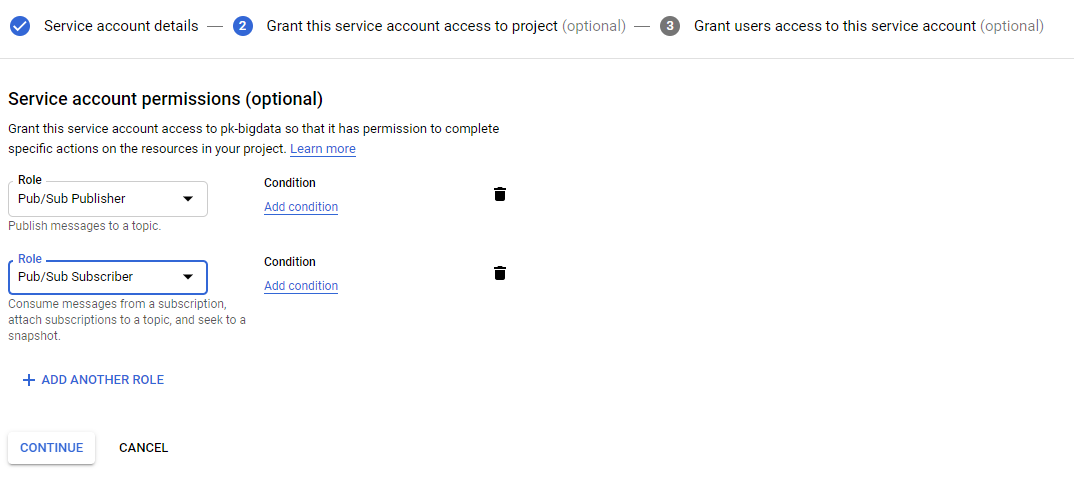 Service account details — 2 Grant this service account access to project (optional) — 3 Grant users access to this service account (optional)
Service account permissions (optional)
Grant this service account access to pk-bigdata so that it has permission to complete
specific actions on the resources in your project. Learn more
Role
Condition
Pub/Sub Publisher
Add condition
Publish messages to a topic.
Role
Condition
Pub/Sub Subscriber
Add condition
Consume messages from a subscription,
attach subscriptions to a topic, and seek to a
snapshot.
+ ADD ANOTHER ROLE
CONTINUE CANCEL